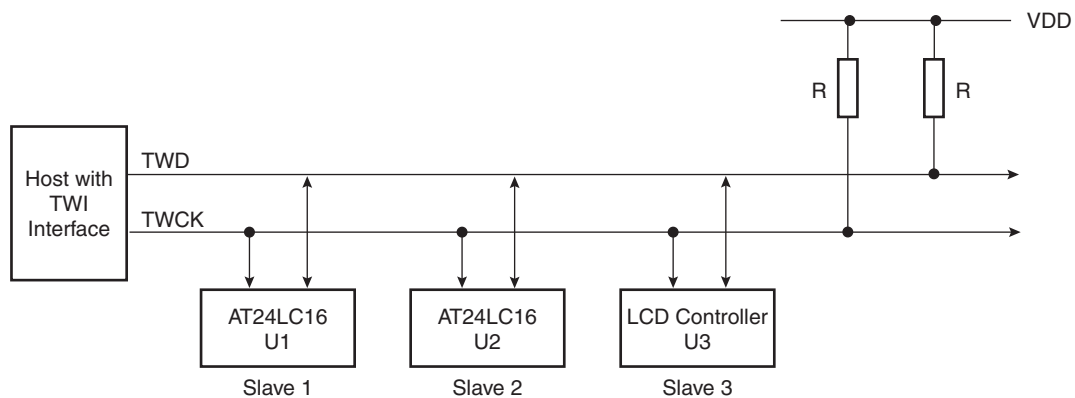 VDD
R
R
Host with
TWI
Interface
TWD
TWCK
AT24LC16
U1
AT24LC16
U2
LCD Controller
U3
Slave 1
Slave 2
Slave 3